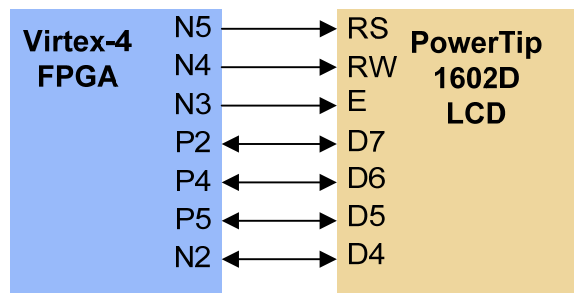 Virtex-4
FPGA
N5
N4
N3
P2
P4
P5
N2
RS
RW
E
D7
D6
D5
D4
PowerTip
1602D
LCD